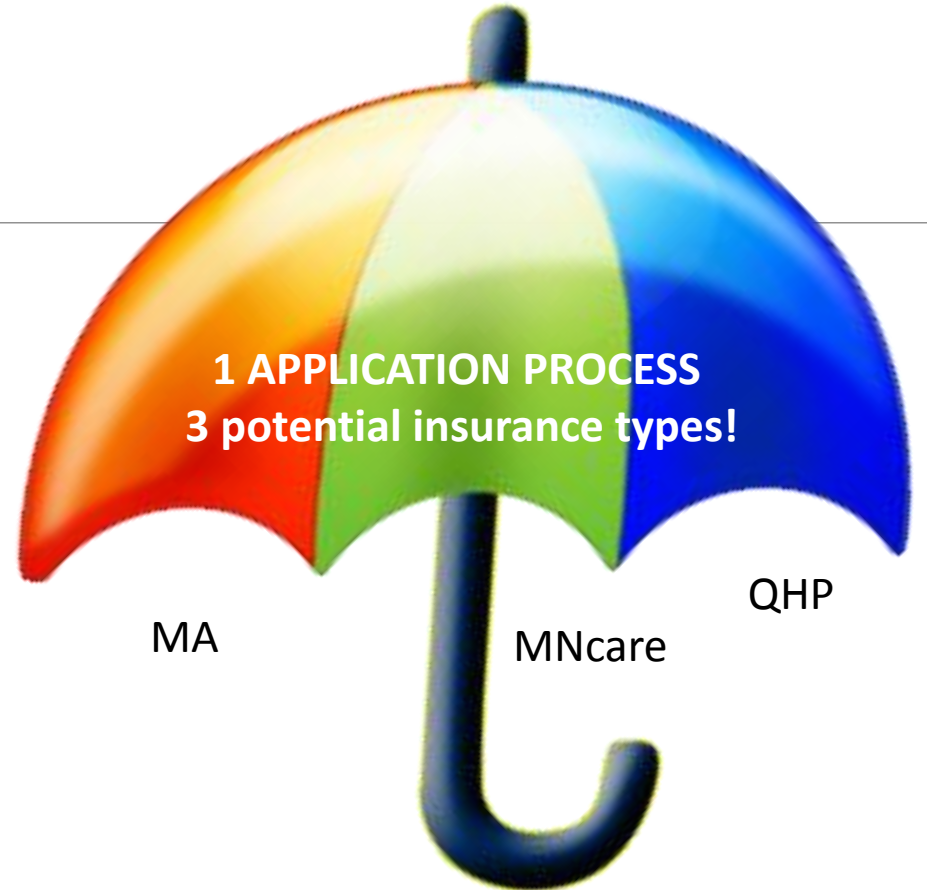 1 APPLICATION PROCESS
3 potential insurance types!
QHP
MA
MNcare